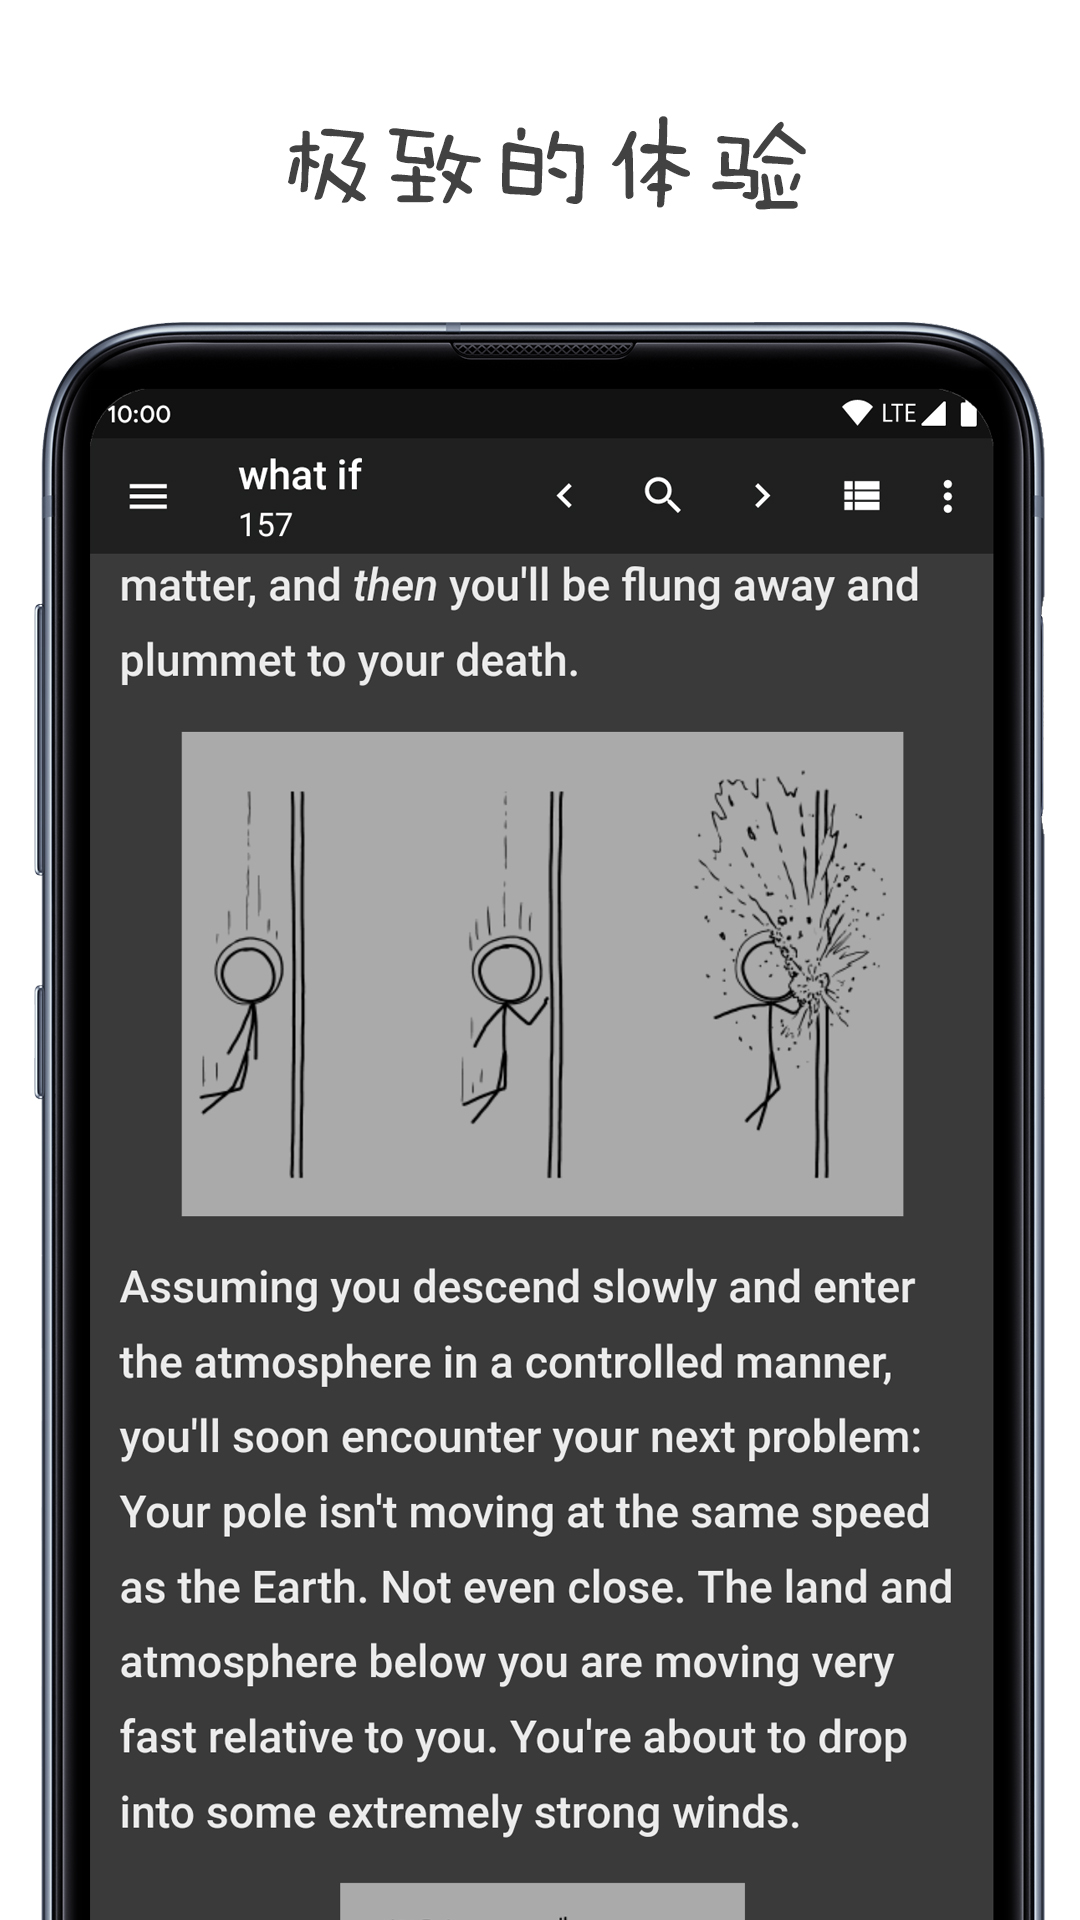 极致的体验
10:00 LTE
what if
157
matter, and then you'll be flung away and
plummet to your death.
Assuming you descend slowly and enter
the atmosphere in a controlled manner,
you'll soon encounter your next problem:
Your pole isn't moving at the same speed
as the Earth. Not even close. The land and
atmosphere below you are moving very
fast relative to you. You're about to drop
into some extremely strong winds.